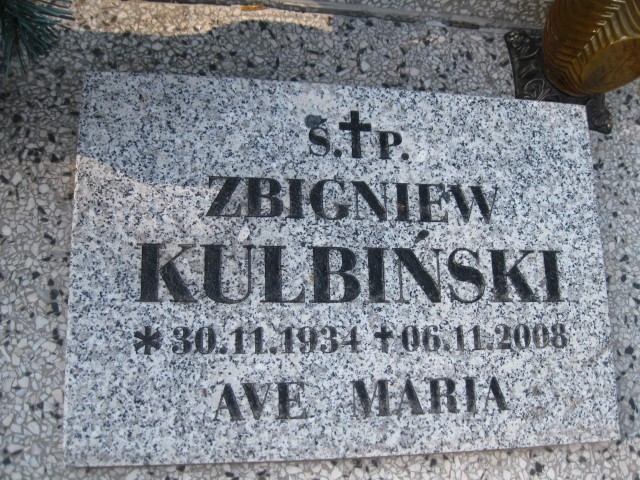 Ś.✝P.
ZBIGNIEW
KULBIŃSKI
* 30.11.1934 ✝ 06.11.2008
AVE MARIA